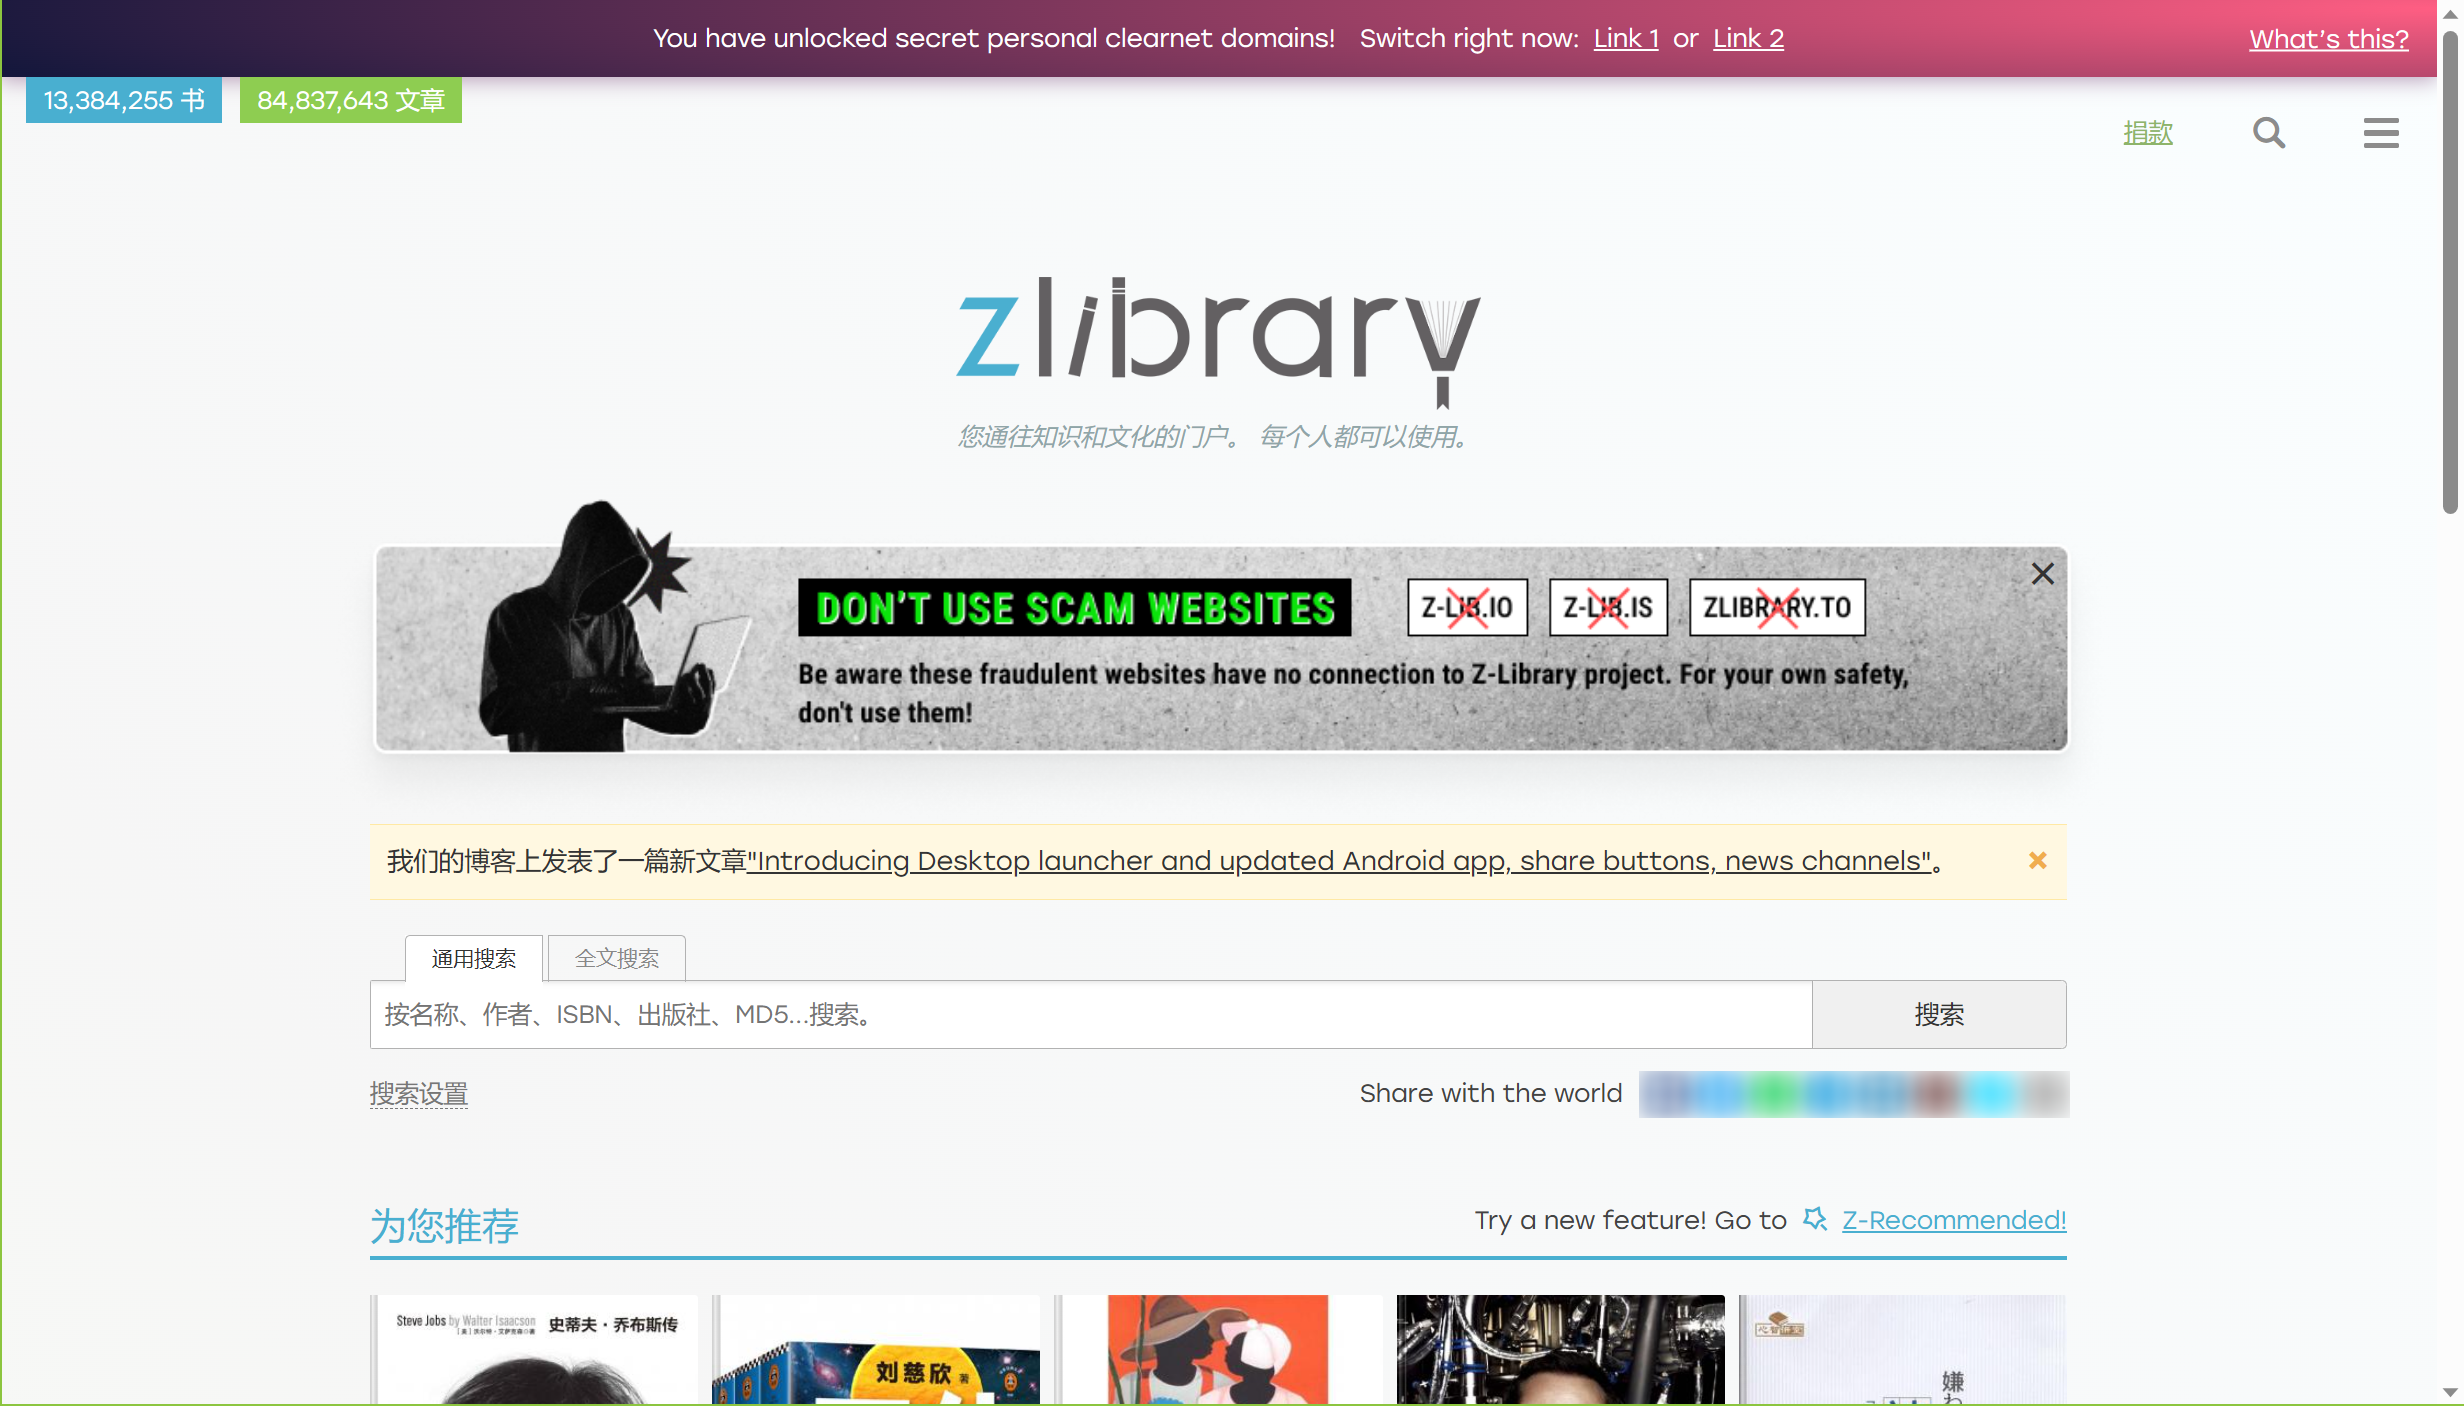 You have unlocked secret personal clearnet domains! Switch right now: Link 1 or Link 2
What's this?
13,384,255 书
84,837,643 文章
捐款
zlibrary
您通往知识和文化的门户。 每个人都可以使用。
DON'T USE SCAM WEBSITES
Z-LIB.IO
Z-LIB.IS
ZLIBRARY.TO
Be aware these fraudulent websites have no connection to Z-Library project. For your own safety,
don't use them!
我们的博客上发表了一篇新文章"Introducing Desktop launcher and updated Android app, share buttons, news channels"。
通用搜索
全文搜索
按名称、作者、ISBN、出版社、MD5...搜索。
搜索
搜索设置
Share with the world
为您推荐
Try a new feature! Go to Z-Recommended!
Steve Jobs by Walter Isaacson
史蒂夫·乔布斯传
刘慈欣 著
嫌